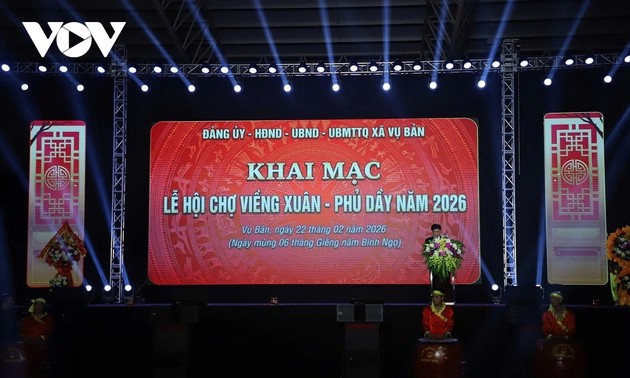 VOV
ĐẢNG ỦY - HĐND - UBND - UBMTTQ XÃ VỤ BẢN
KHAI MẠC
LỄ HỘI CHỢ VIỀNG XUÂN - PHỦ DẦY NĂM 2026
Vụ Bản, ngày 22 tháng 02 năm 2026
(Ngày mùng 06 tháng Giêng năm Bính Ngọ)
VOV